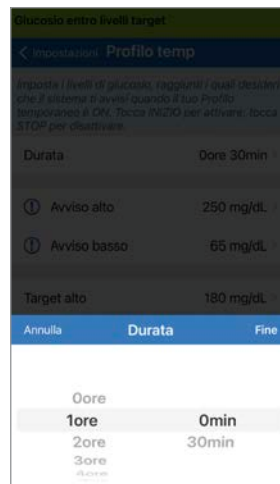 Glucosio entro livelli target
< Impostazioni Profilo temp
Imposta i livelli di glucosio, raggiunti i quali desideri
che il sistema ti avvisi quando il tuo Profilo
temporaneo è ON. Tocca INIZIO per attivare; tocca
STOP per disattivare.
Durata 0ore 30min >
Avviso alto 250 mg/dL >
Avviso basso 65 mg/dL >
Target alto 180 mg/dL >
Annulla Durata Fine
0ore
1ore 0min
2ore 30min
3ore
4ore